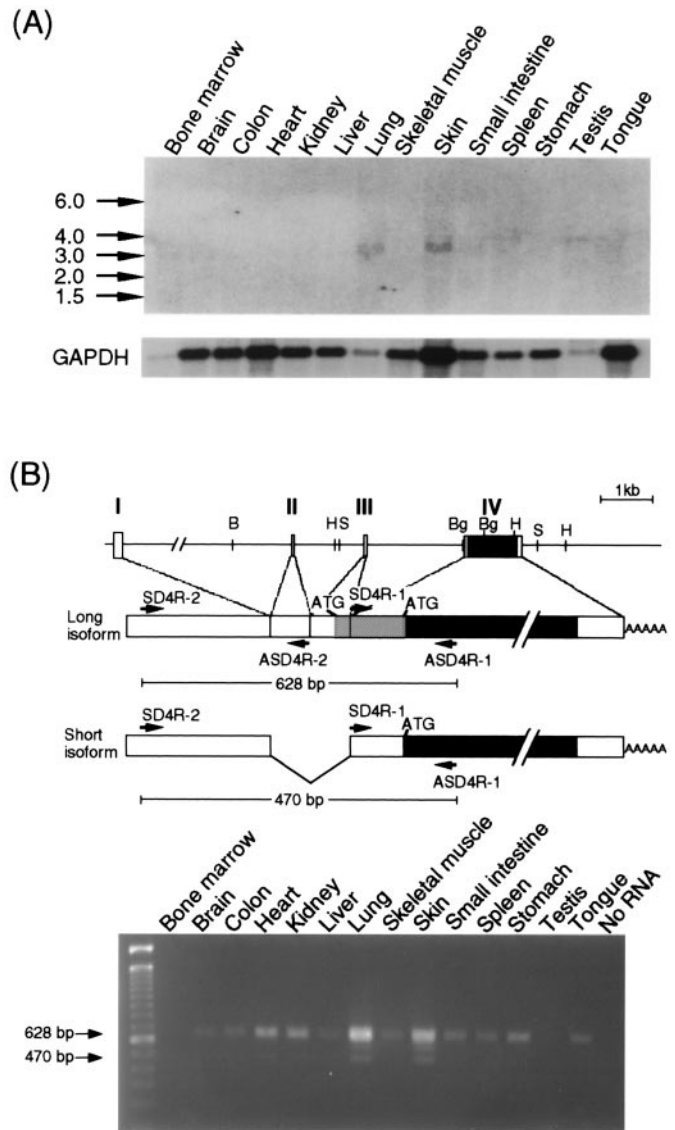 (A)
Bone marrow
Brain
Colon
Heart
Kidney
Liver
Lung
Skeletal muscle
Skin
Small intestine
Spleen
Stomach
Testis
Tongue
6.0
4.0
3.0
2.0
1.5
GAPDH
(B)
I II III IV 1kb
B HS Bg Bg H S H
ATG SD4R-1 ATG
SD4R-2
Long isoform
AAAAA
ASD4R-2 ASD4R-1
628 bp
SD4R-2 SD4R-1
ATG
Short isoform
AAAAA
ASD4R-1
470 bp
Bone marrow
Brain
Colon
Heart
Kidney
Liver
Lung
Skeletal muscle
Skin
Small intestine
Spleen
Stomach
Testis
Tongue
No RNA
628 bp
470 bp